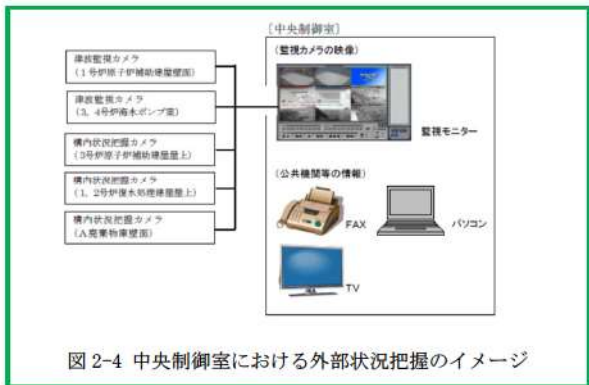 〔中央制御室〕
津波監視カメラ
(1号炉原子炉補助建屋壁面)
津波監視カメラ
(3,4号炉海水ポンプ室)
構内状況把握カメラ
(3号炉原子炉補助建屋屋上)
構内状況把握カメラ
(1,2号炉復水処理建屋屋上)
構内状況把握カメラ
(A廃棄物庫壁面)
(監視カメラの映像)
監視モニター
(公共機関等の情報)
FAX
パソコン
TV
図 2-4 中央制御室における外部状況把握のイメージ